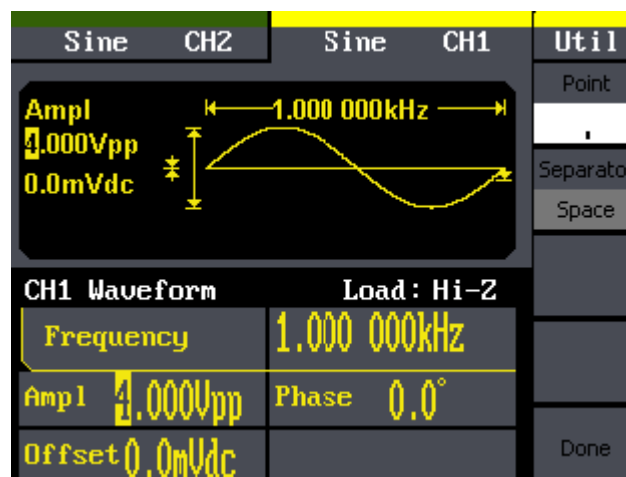 Sine CH2 Sine CH1 Util
Point
.
Separato
Space
Done
Ampl
4.000Vpp
0.0mVdc
1.000 000kHz
CH1 Waveform Load: Hi-Z
Frequency 1.000 000kHz
Ampl 4.000Vpp Phase 0.0°
Offset 0.0mVdc